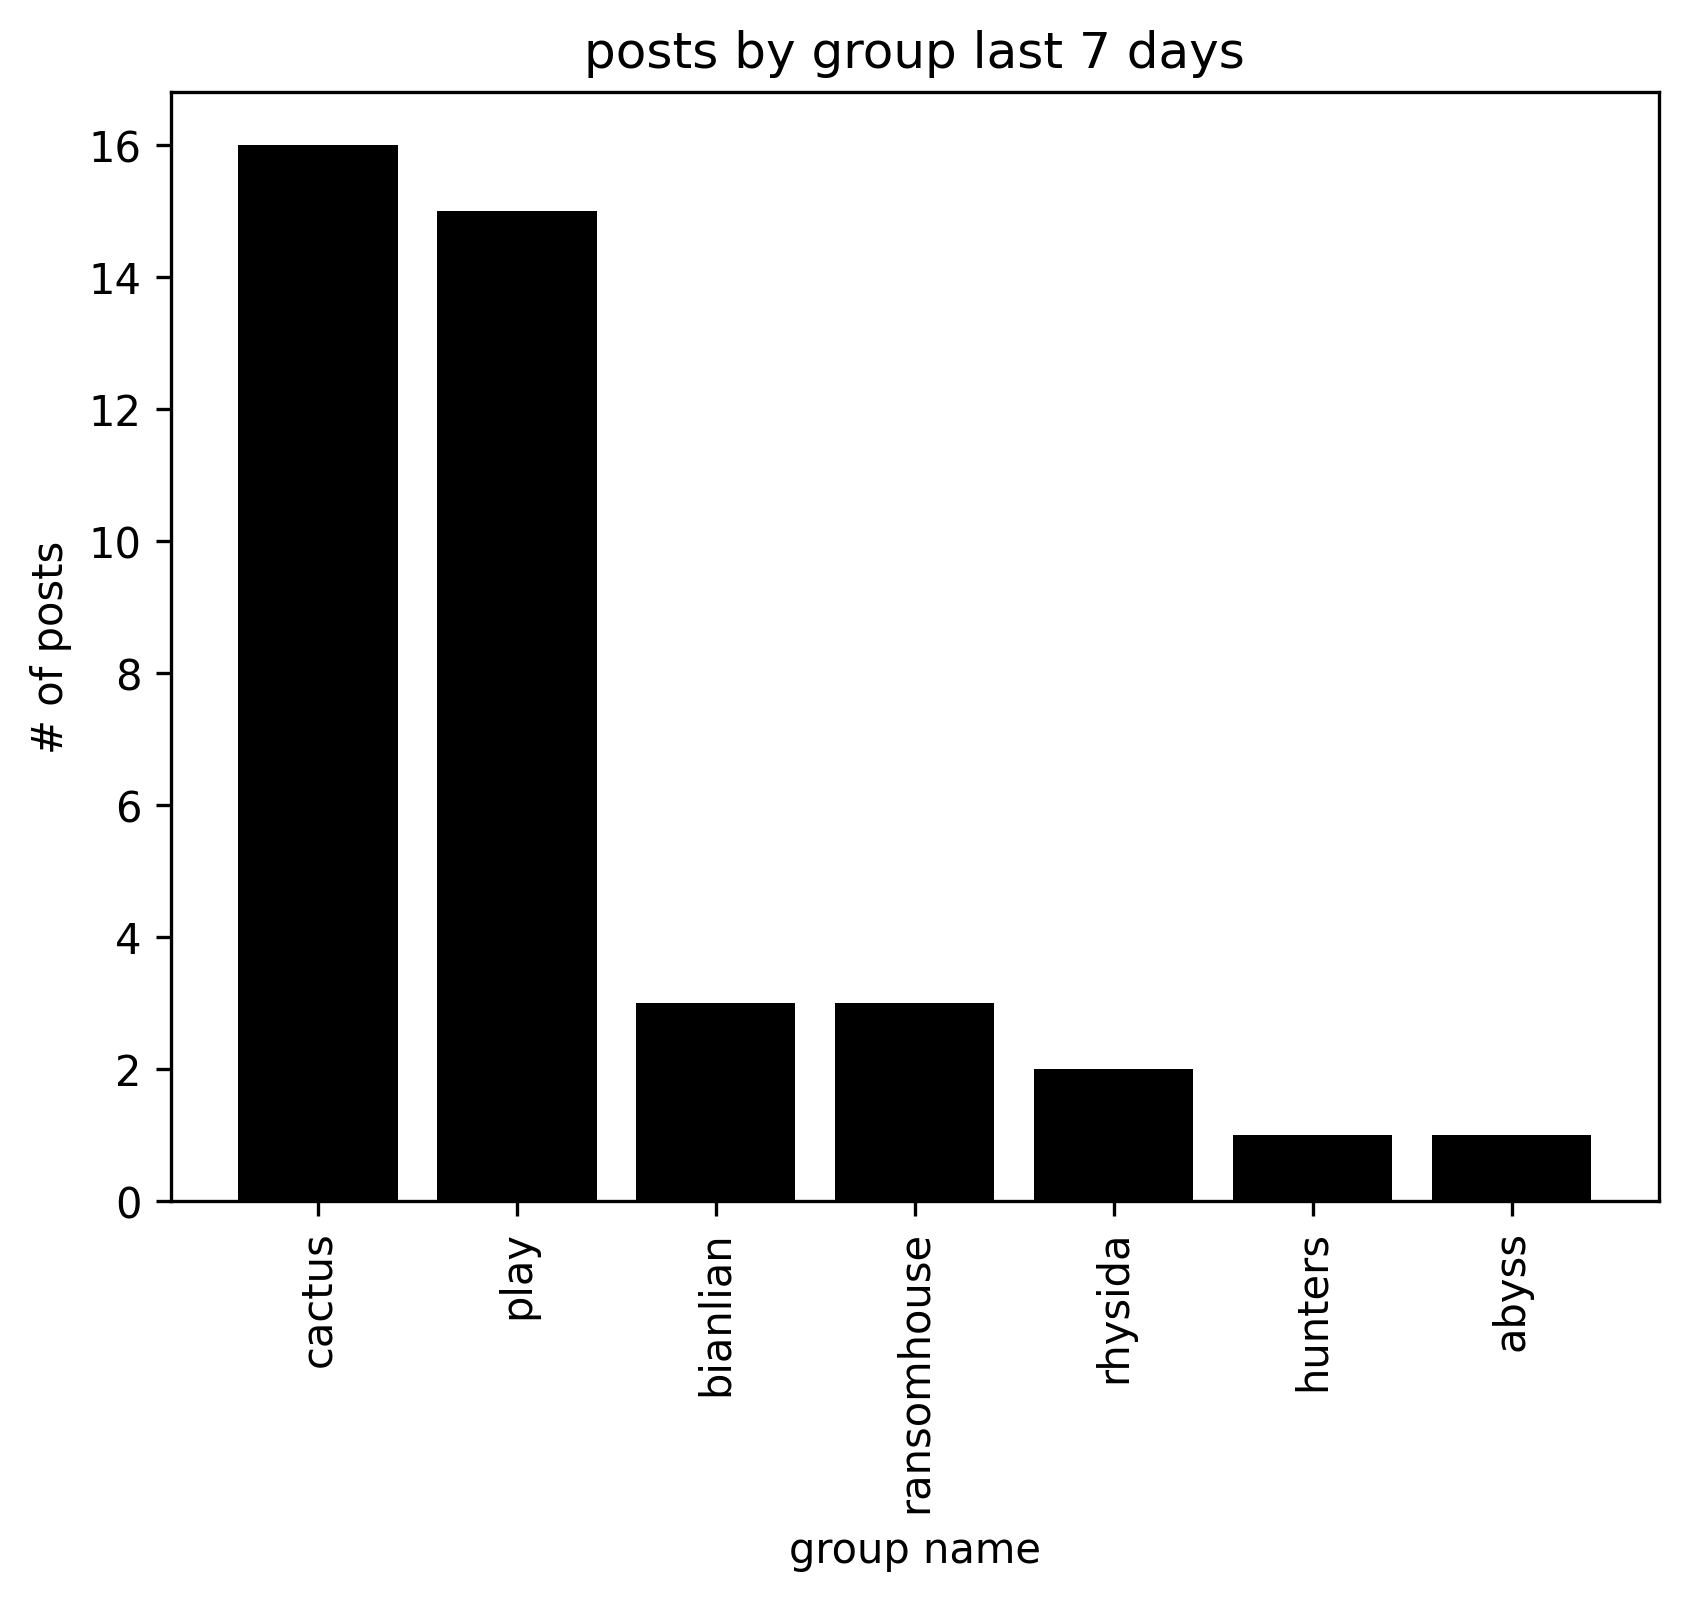 posts by group last 7 days
# of posts
16
14
12
10
8
6
4
2
0
cactus
play
bianlian
ransomhouse
rhysida
hunters
abyss
group name